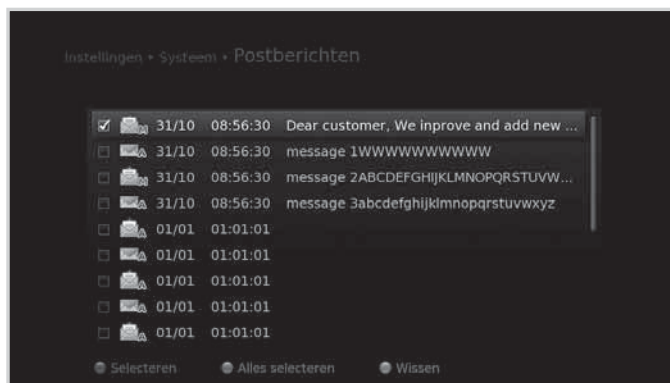 Instellingen • Systeem • Postberichten
31/10 08:56:30 Dear customer, We inprove and add new ...
31/10 08:56:30 message 1WWWWWWWWWWW
31/10 08:56:30 message 2ABCDEFGHIJKLMNOPQRSTUVW...
31/10 08:56:30 message 3abcdefghijklmnopqrstuvwxyz
01/01 01:01:01
01/01 01:01:01
01/01 01:01:01
01/01 01:01:01
01/01 01:01:01
Selecteren Alles selecteren Wissen